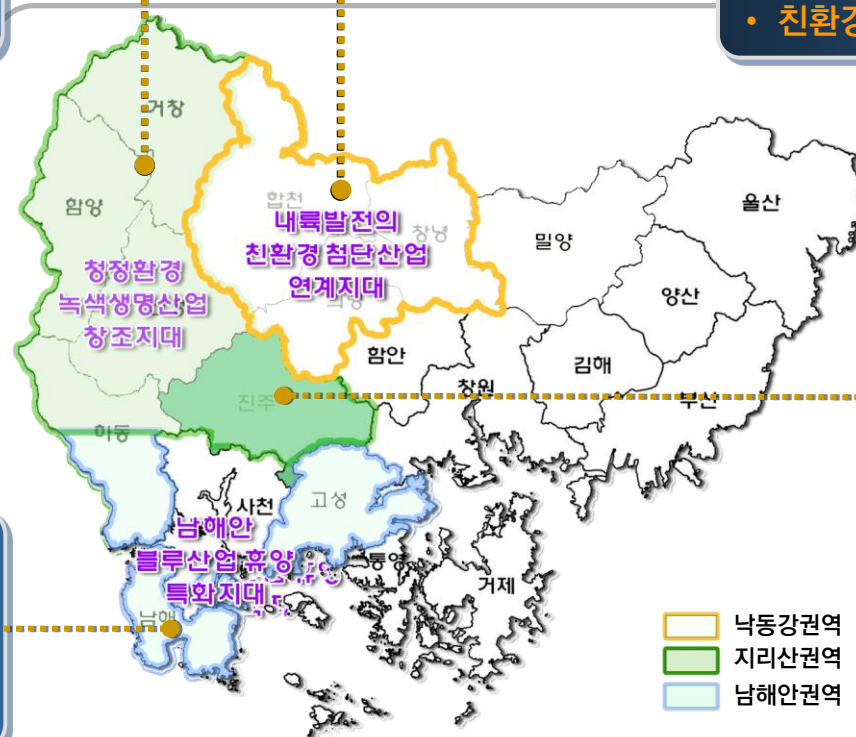 • 친환경
거창
함양
합천
창녕
내륙발전의
친환경 첨단산업
연계지대
밀양
울산
양산
청정환경
녹색생명산업
창조지대
함안
김해
창원
부산
진주
하동
사천
고성
남해안
블루산업 휴양
특화지대
통영
거제
남해
낙동강권역
지리산권역
남해안권역